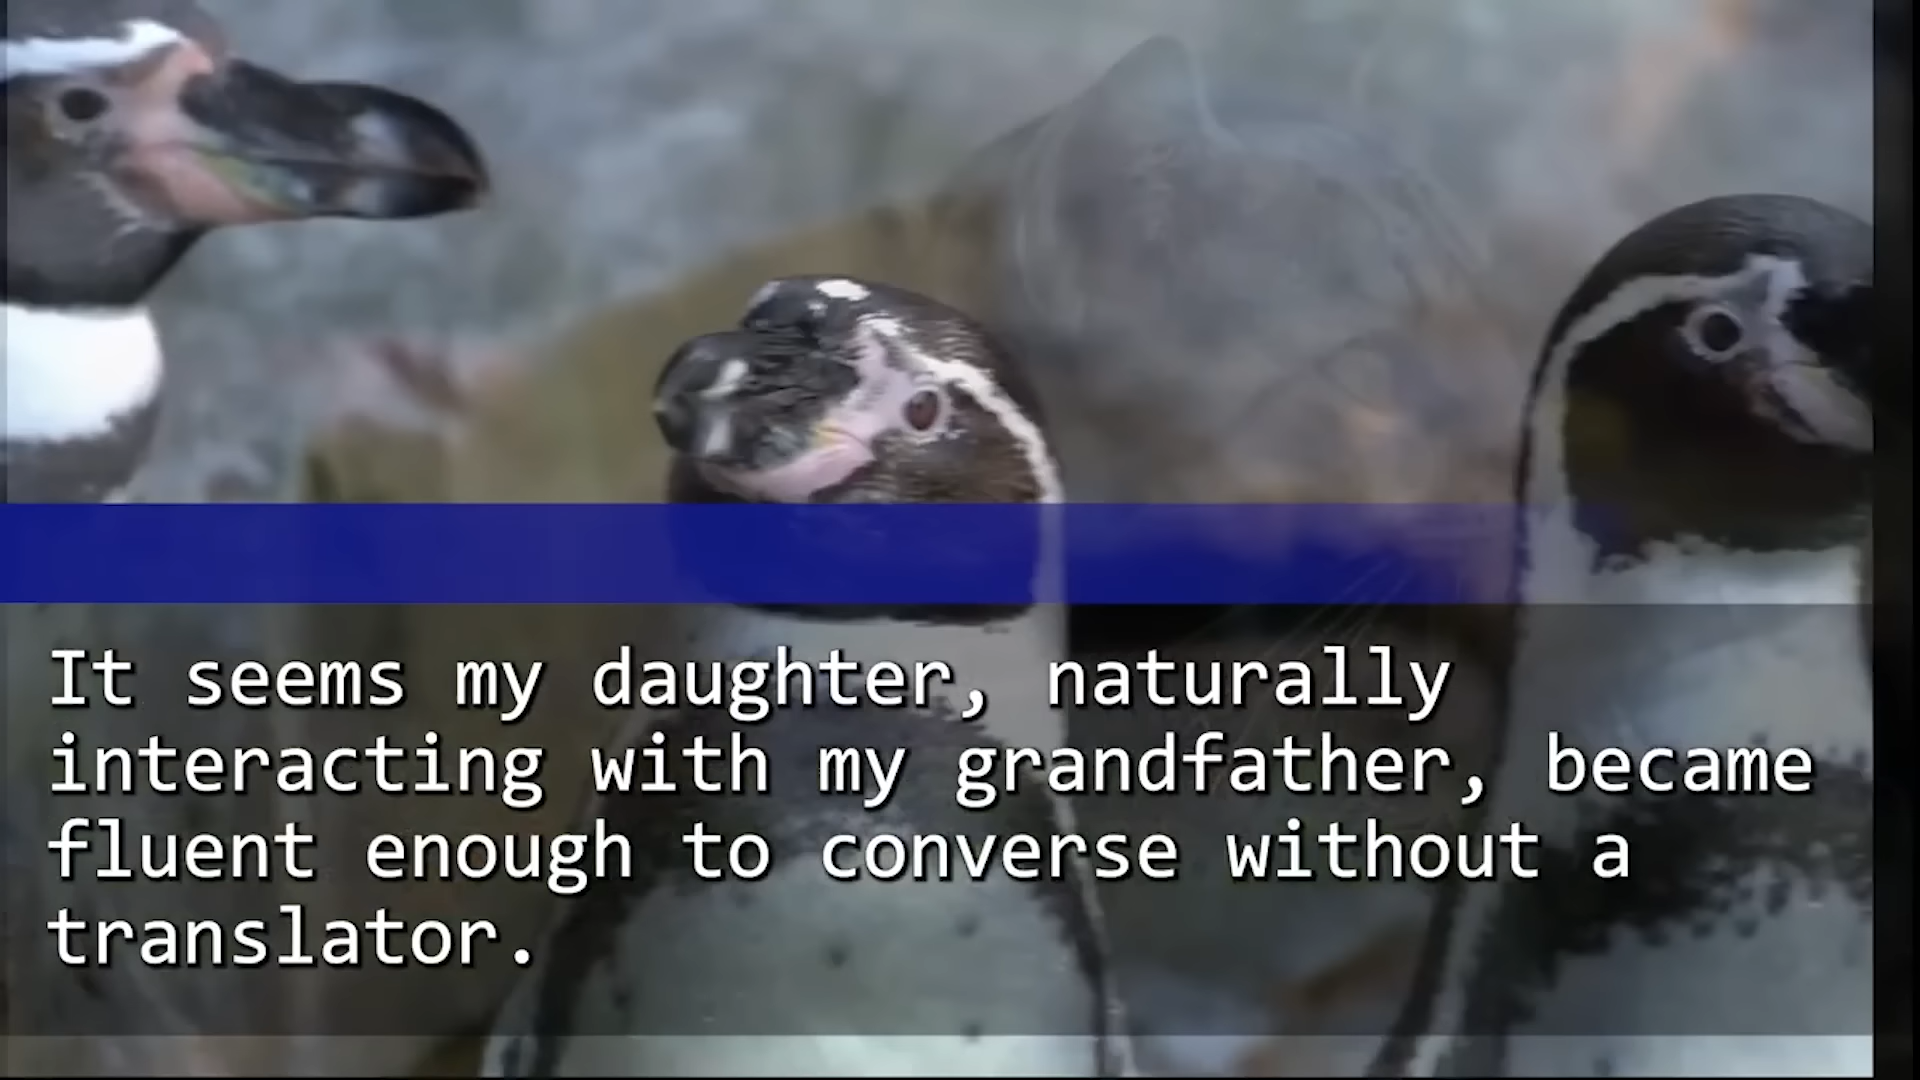 It seems my daughter, naturally
interacting with my grandfather, became
fluent enough to converse without a
translator.